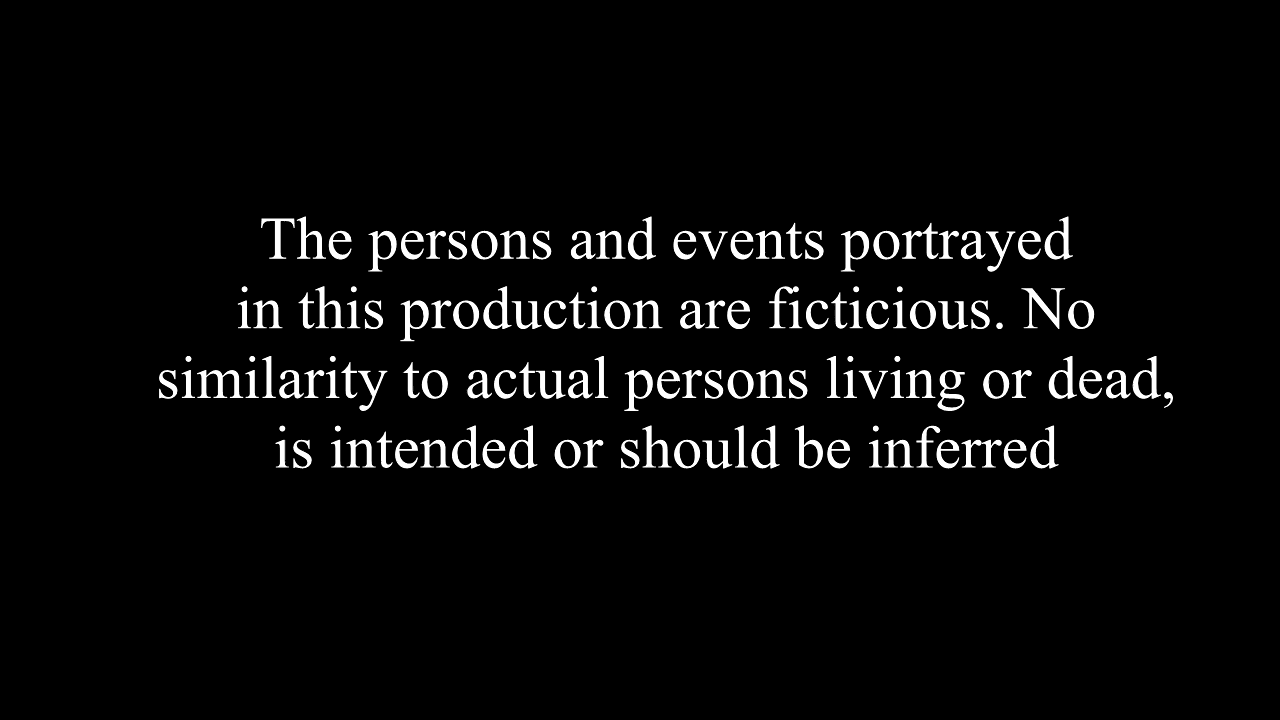 The persons and events portrayed
in this production are ficticious. No
similarity to actual persons living or dead,
is intended or should be inferred